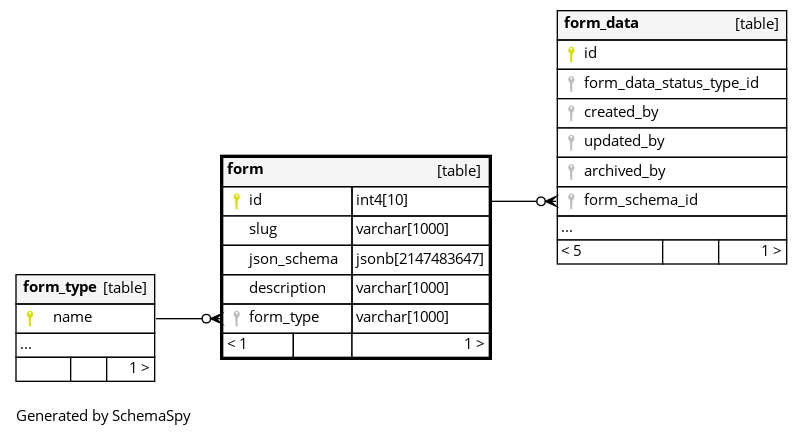 form_data [table]
id
form_data_status_type_id
created_by
updated_by
archived_by
form_schema_id
...
< 5 1 >
form [table]
id int4[10]
slug varchar[1000]
json_schema jsonb[2147483647]
description varchar[1000]
form_type varchar[1000]
< 1 1 >
form_type [table]
name
...
1 >
Generated by SchemaSpy